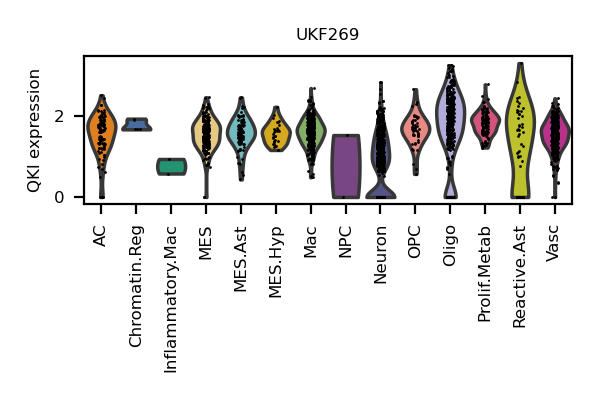 UKF269
QKI expression
2
0
AC
Chromatin.Reg
Inflammatory.Mac
MES
MES.Ast
MES.Hyp
Mac
NPC
Neuron
OPC
Oligo
Prolif.Metab
Reactive.Ast
Vasc